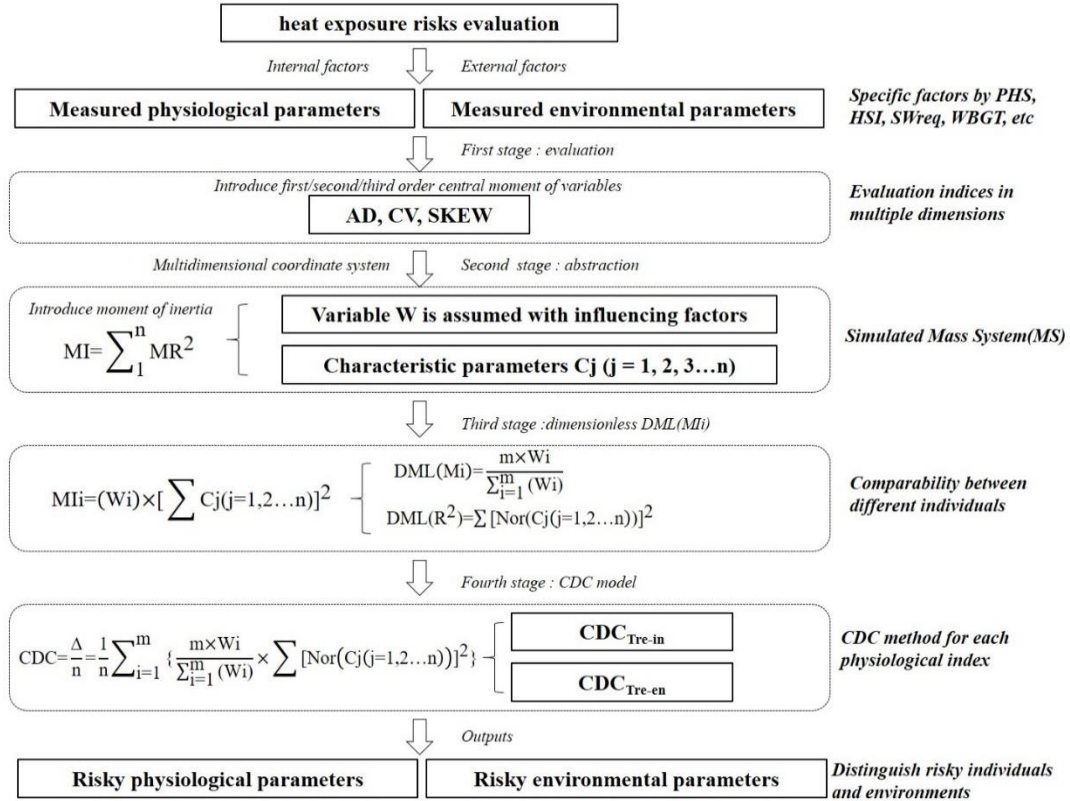 heat exposure risks evaluation
Internal factors
External factors
Measured physiological parameters
Measured environmental parameters
Specific factors by PHS,
HSI, SWreq, WBGT, etc
First stage : evaluation
Introduce first/second/third order central moment of variables
AD, CV, SKEW
Evaluation indices in
multiple dimensions
Multidimensional coordinate system
Second stage : abstraction
Introduce moment of inertia
MI=∑₁ⁿ MR²
Variable W is assumed with influencing factors
Characteristic parameters Cj (j = 1, 2, 3…n)
Simulated Mass System(MS)
Third stage :dimensionless DML(MIi)
MIi=(Wi)×[∑ Cj(j=1,2…n)]²
DML(Mi)=m×Wi/∑ᵢ₌₁ᵐ (Wi)
DML(R²)=∑ [Nor(Cj(j=1,2…n))]²
Comparability between
different individuals
Fourth stage : CDC model
CDC=Δ/n=1/n ∑ᵢ₌₁ᵐ {m×Wi/∑ᵢ₌₁ᵐ (Wi) × ∑ [Nor(Cj(j=1,2…n))]²}
CDCTre-in
CDCTre-en
CDC method for each
physiological index
Outputs
Risky physiological parameters
Risky environmental parameters
Distinguish risky individuals
and environments